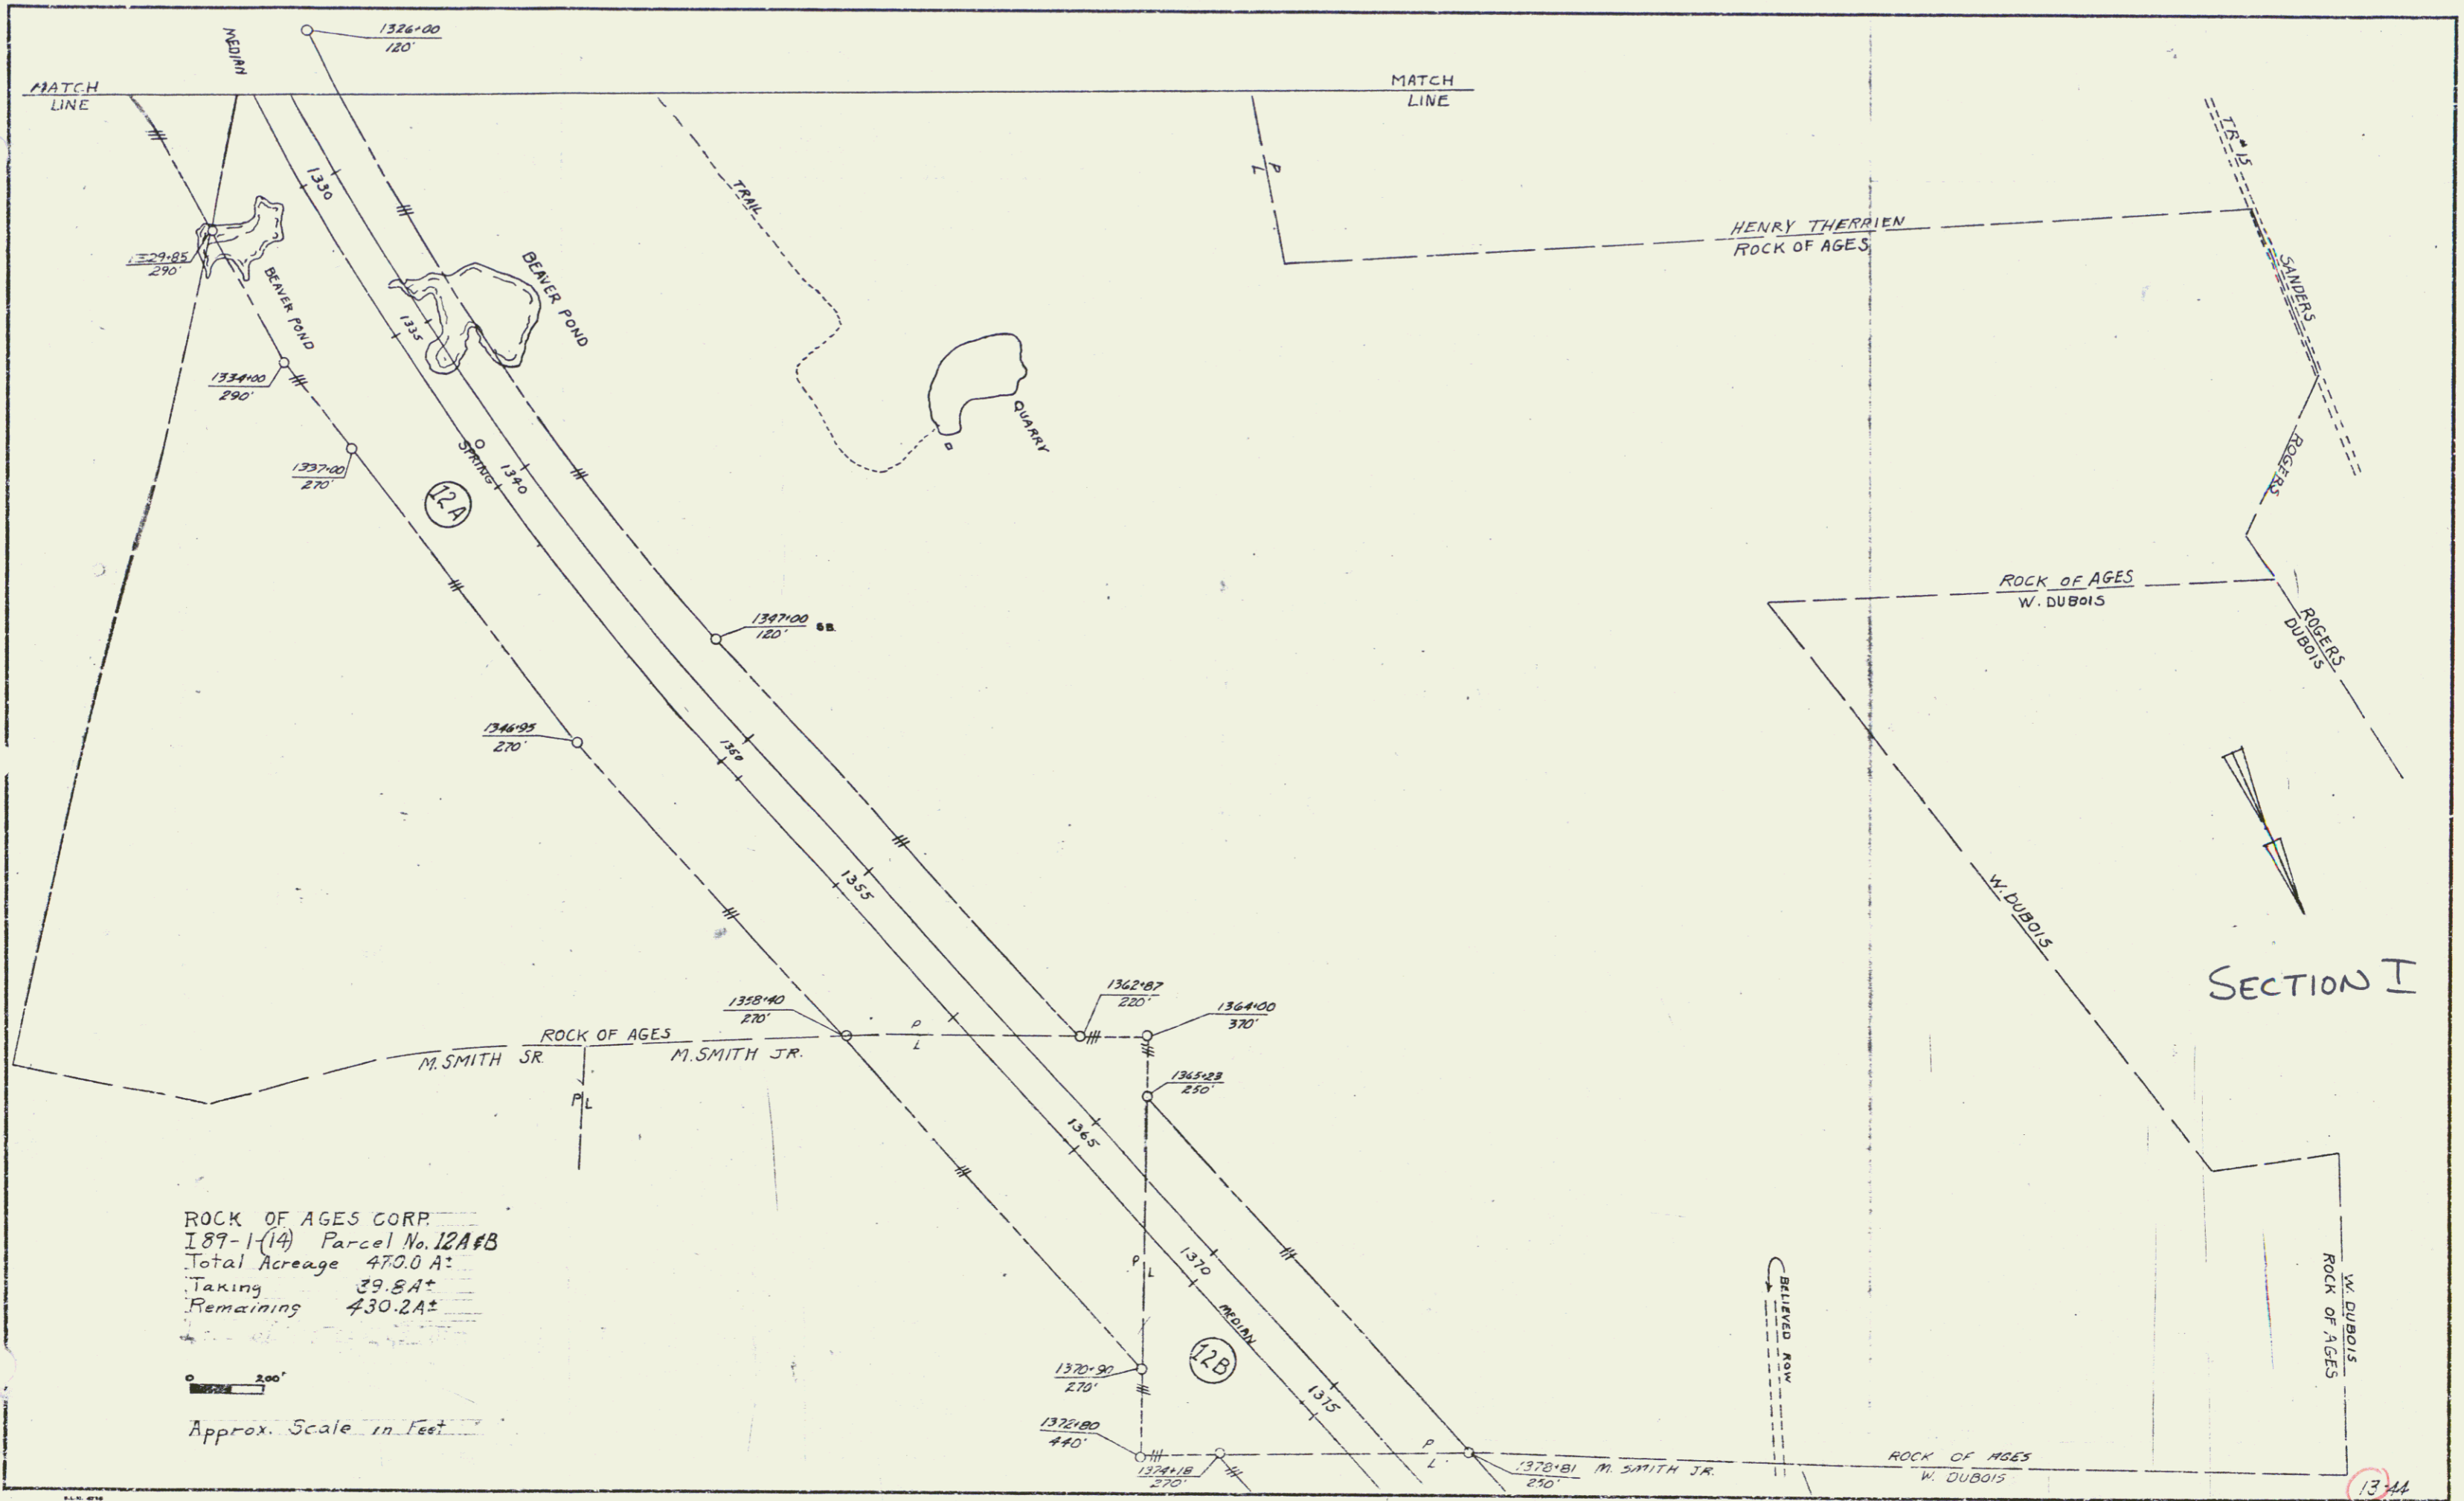 1326+00
120'
MEDIAN
MATCH
LINE
MATCH
LINE
TR# 15
1330
TRAIL
P
L
HENRY THERRIEN
ROCK OF AGES
SANDERS
1329+85
290'
BEAVER POND
BEAVER POND
1335
1334+00
290'
QUARRY
SPRING
1340
1337+00
270'
12A
ROGERS
ROCK OF AGES
W. DUBOIS
ROGERS
DUBOIS
1347+00 SB.
120'
1346+95
270'
1350
1355
W. DUBOIS
SECTION I
1362+87
220'
1358+40
270'
1364+00
370'
ROCK OF AGES
M. SMITH SR.
M. SMITH JR.
P
L
1365+23
250'
P L
1365
ROCK OF AGES CORP.
I 89-1-(14) Parcel No. 12A&B
Total Acreage 470.0 A±
Taking 39.8 A±
Remaining 430.2 A±
P L
1370
MEDIAN
BELIEVED ROW
W. DUBOIS
ROCK OF AGES
12B
1370+90
270'
0 200'
1375
Approx. Scale in Feet
1372+80
440'
P
L
1374+18
270'
1378+81
250'
M. SMITH JR.
ROCK OF AGES
W. DUBOIS
13 44